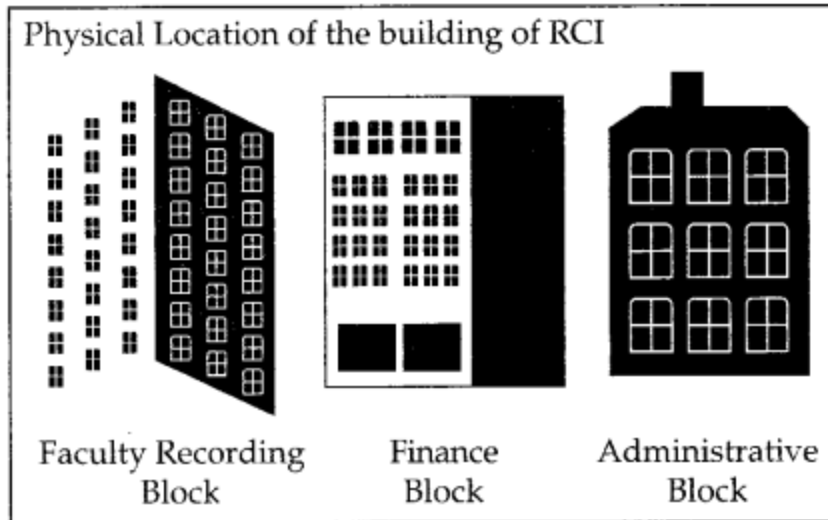 Physical Location of the building of RCI
Faculty Recording
Block
Finance
Block
Administrative
Block